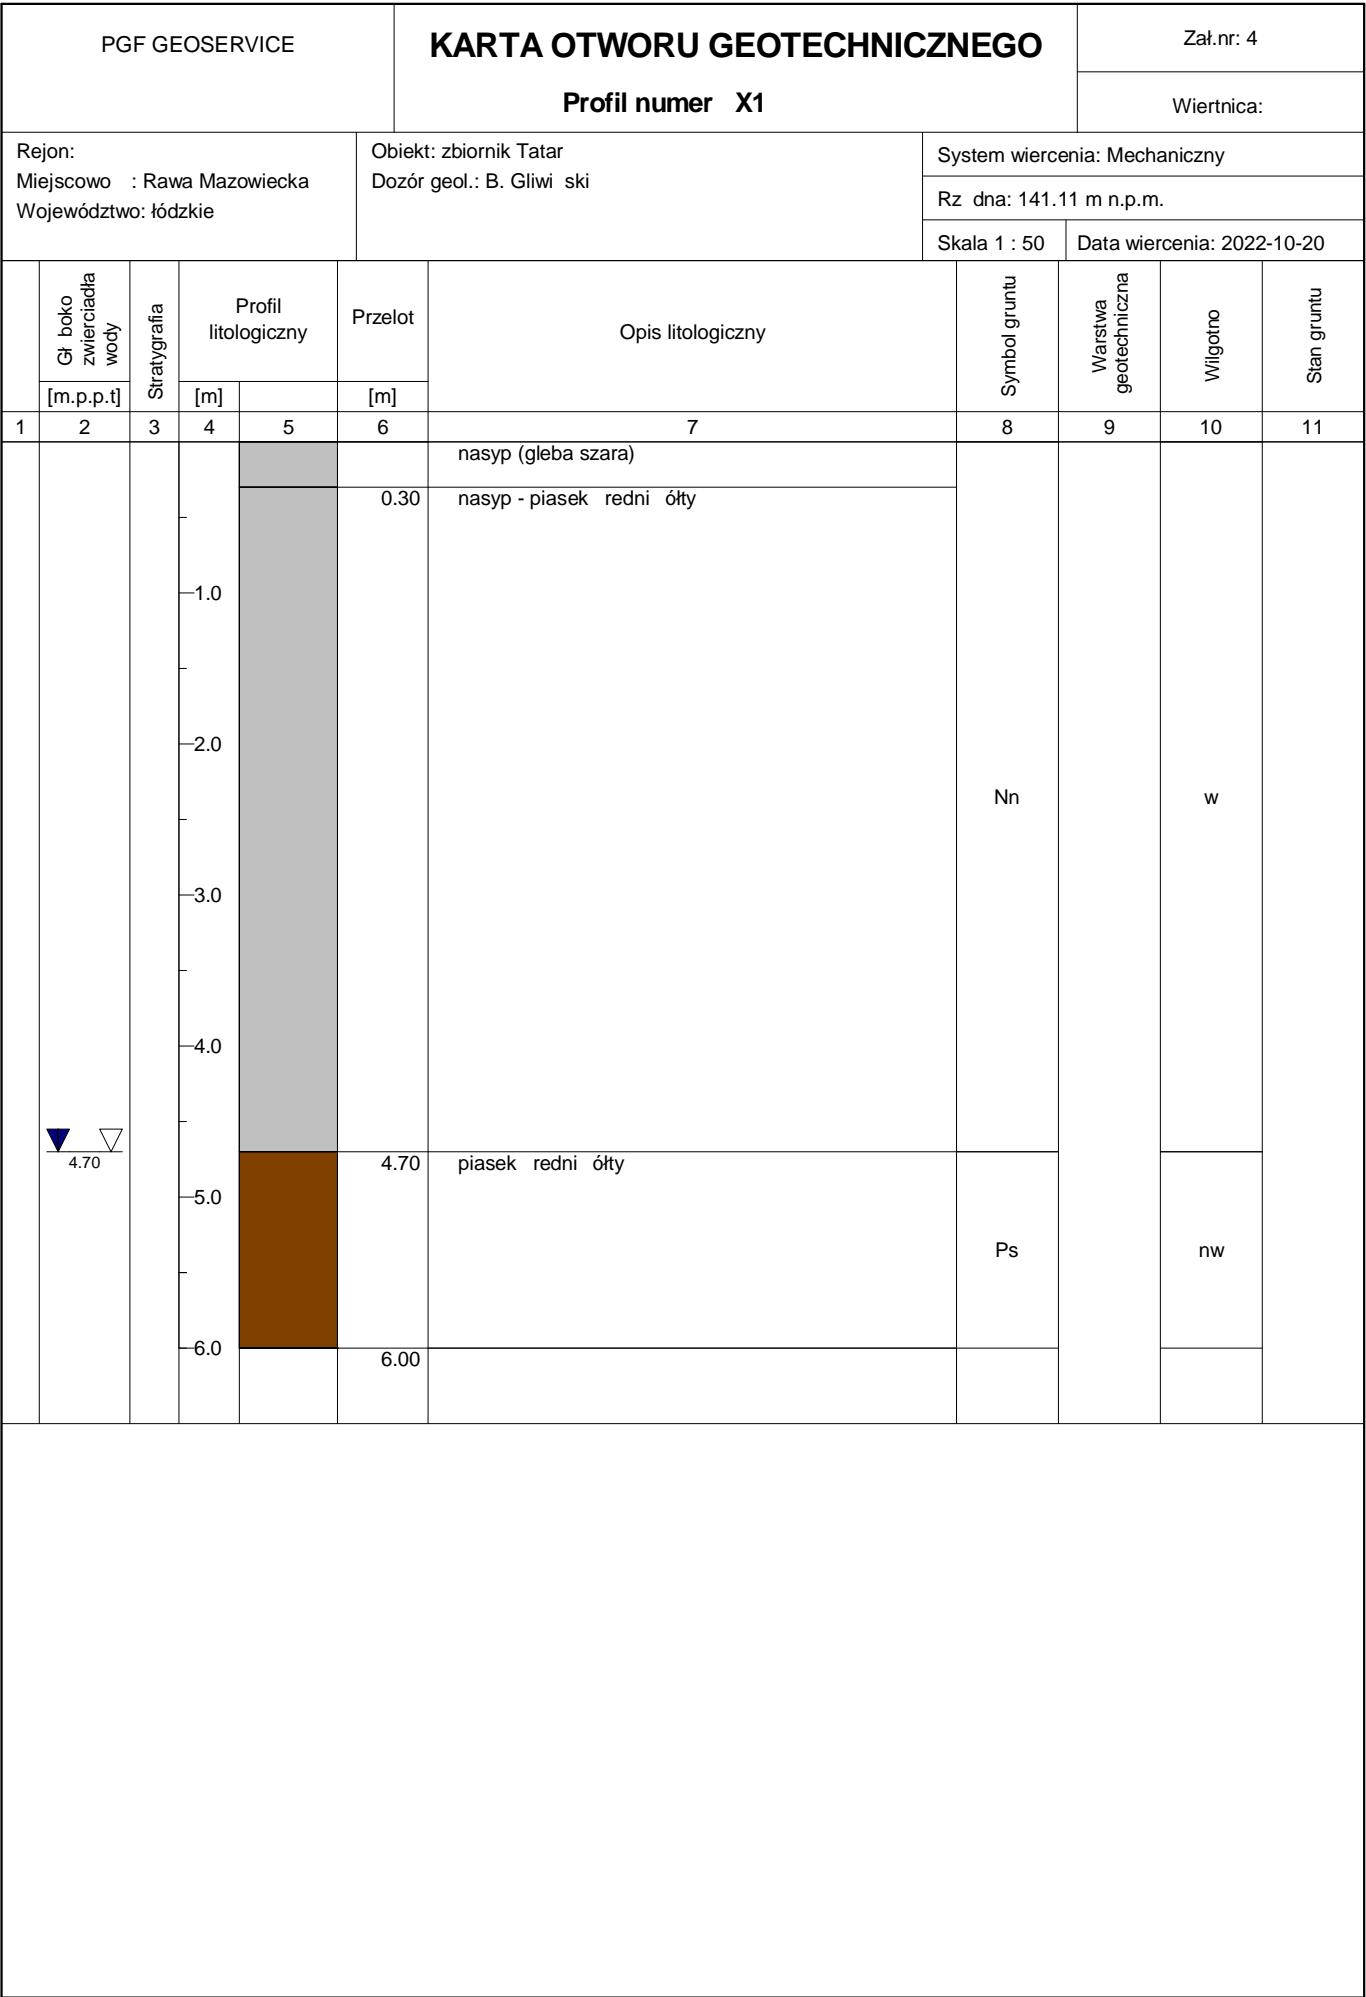 PGF GEOSERVICE
KARTA OTWORU GEOTECHNICZNEGO
Profil numer X1
Zał.nr: 4
Wiertnica:
Rejon:
Miejscowo : Rawa Mazowiecka
Województwo: łódzkie
Obiekt: zbiornik Tatar
Dozór geol.: B. Gliwi ski
System wiercenia: Mechaniczny
Rz dna: 141.11 m n.p.m.
Skala 1 : 50
Data wiercenia: 2022-10-20
Gł boko
zwierciadła
wody
[m.p.p.t]
Stratygrafia
Profil
litologiczny
[m]
Przelot
[m]
Opis litologiczny
Symbol gruntu
Warstwa
geotechniczna
Wilgotno
Stan gruntu
1 2 3 4 5 6 7 8 9 10 11
nasyp (gleba szara)
0.30 nasyp - piasek redni ółty
1.0
2.0
Nn w
3.0
4.0
4.70 4.70 piasek redni ółty
5.0
Ps nw
6.0
6.00